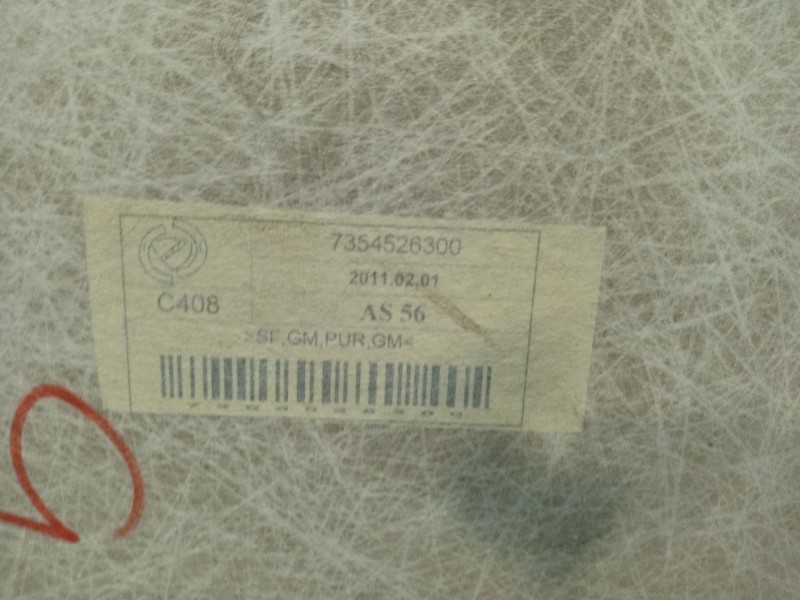 7354526300
2011.02.01
C408
AS 56
>SF,GM,PUR,GM<